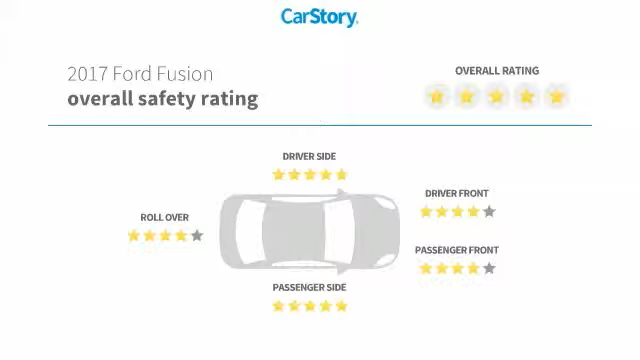 CarStory.
2017 Ford Fusion
overall safety rating
OVERALL RATING
DRIVER SIDE
DRIVER FRONT
ROLL OVER
PASSENGER FRONT
PASSENGER SIDE